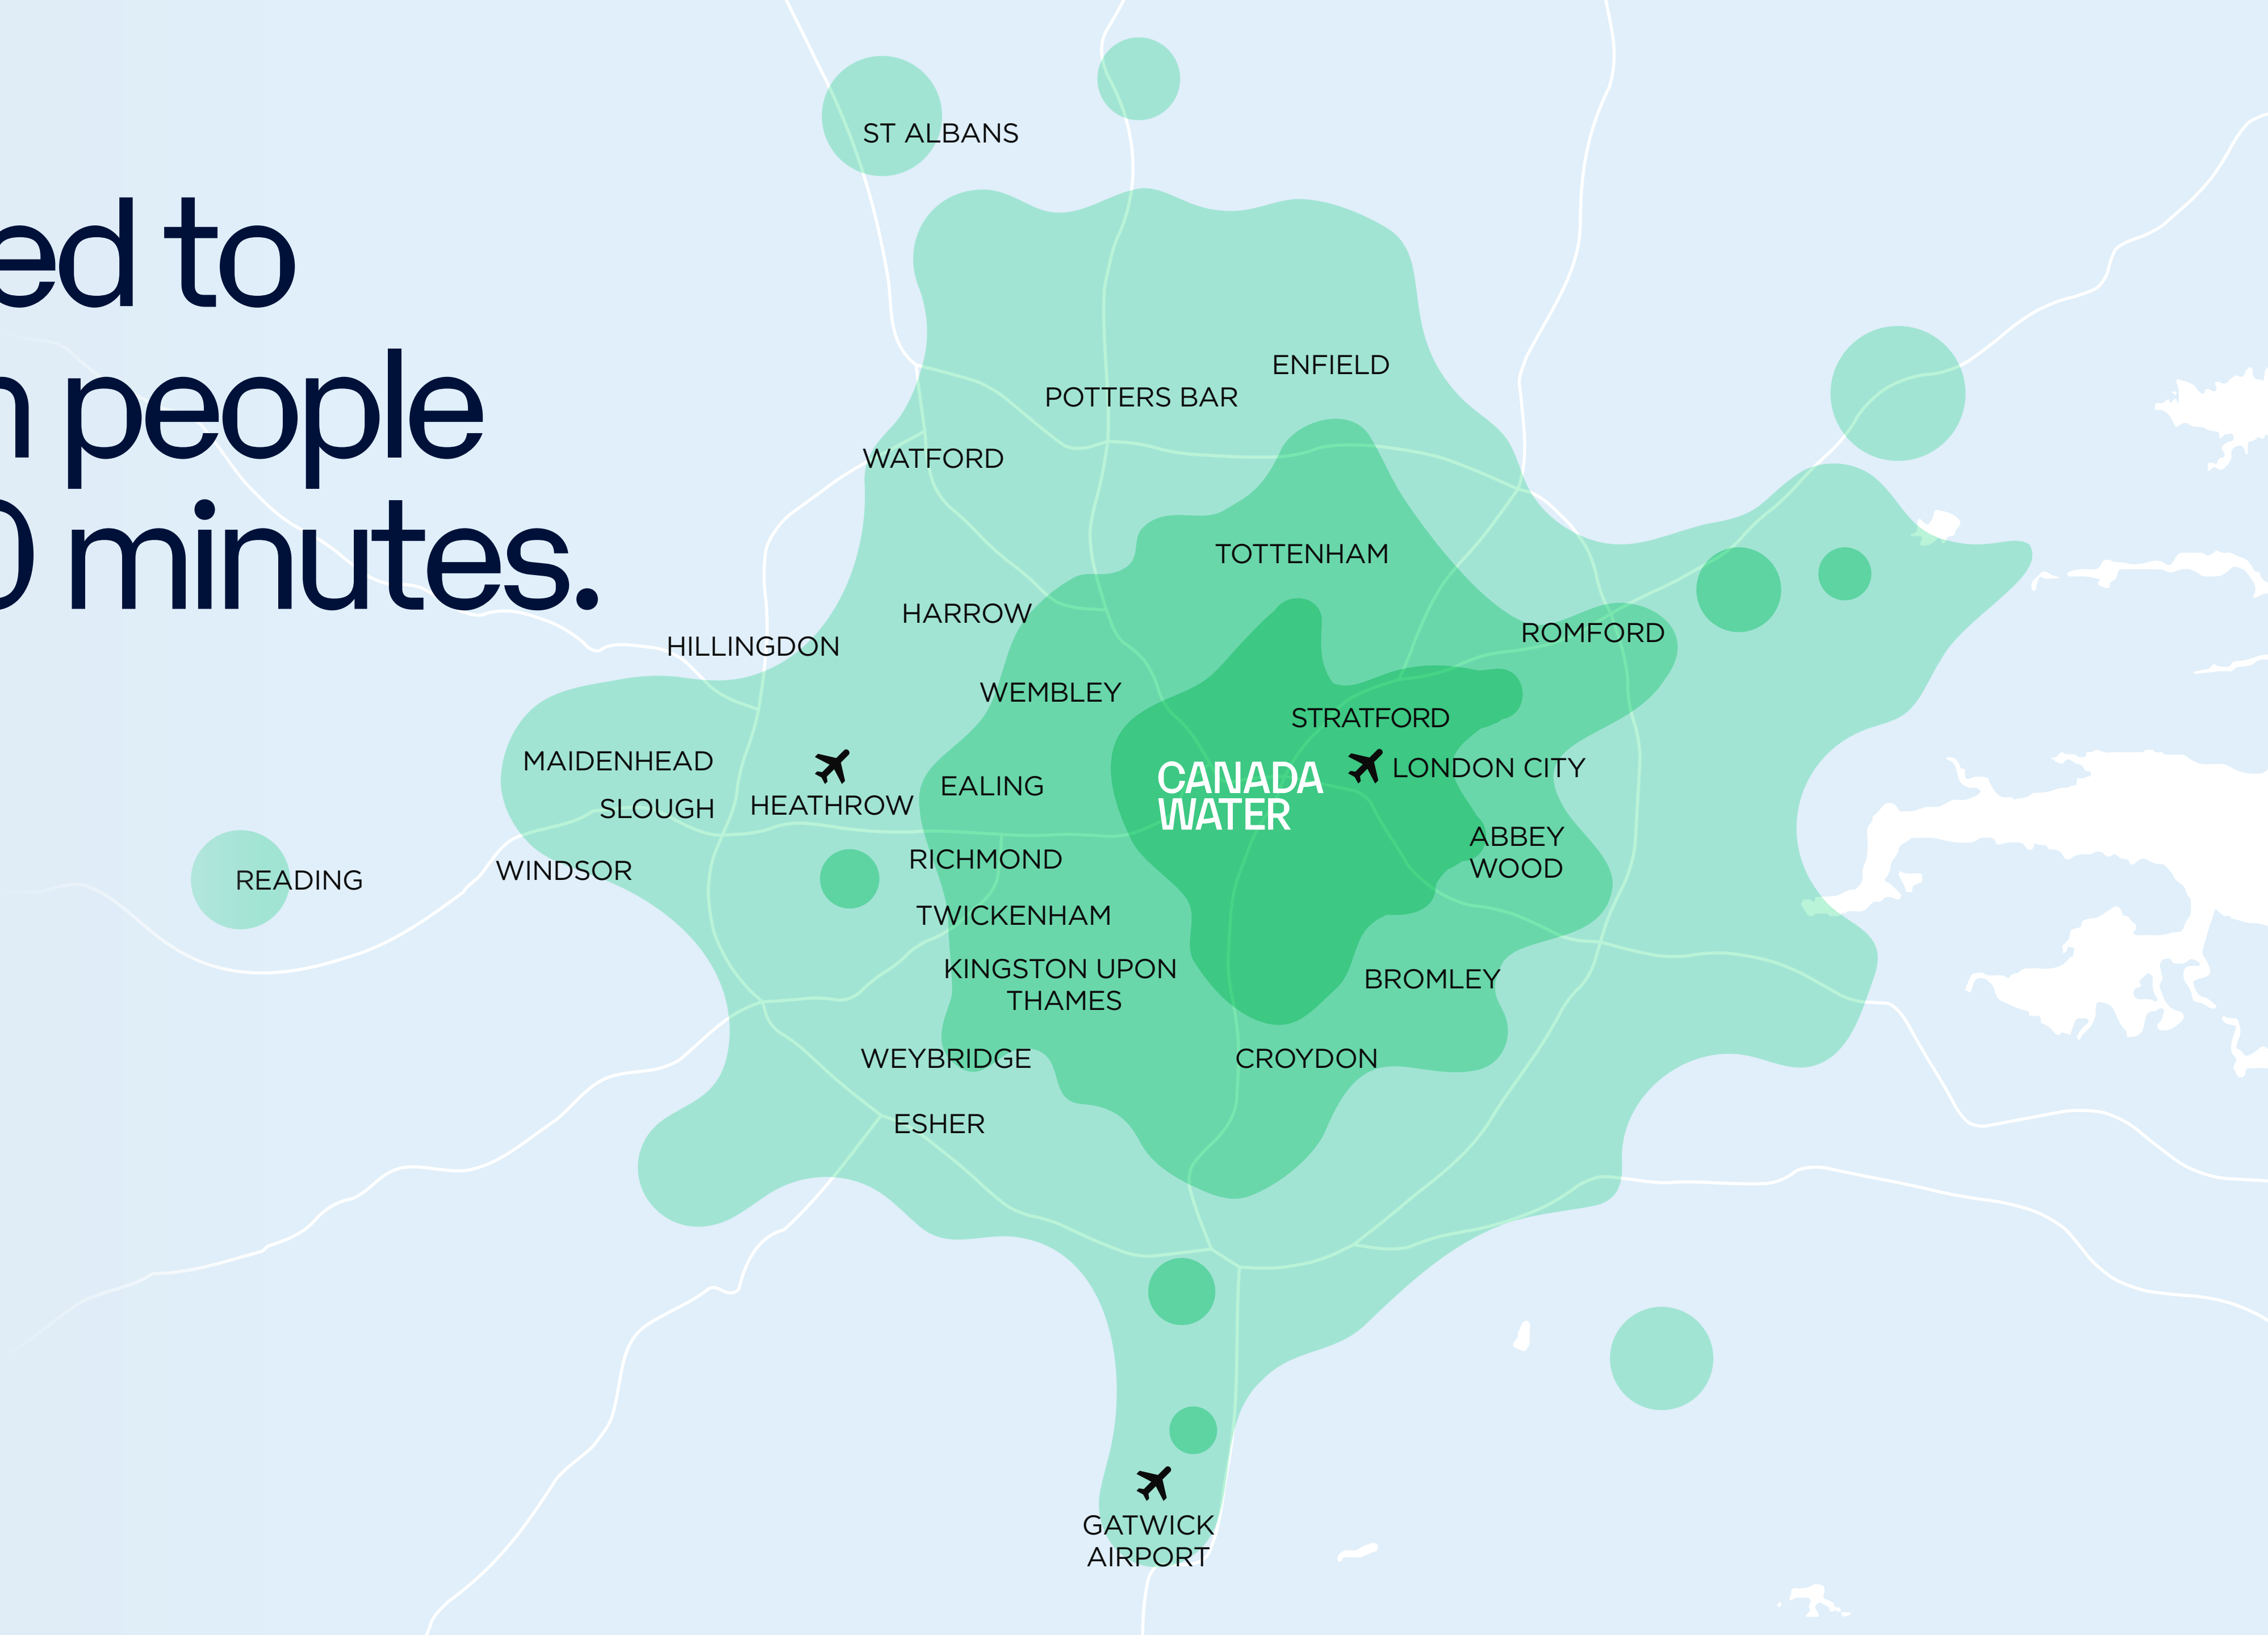 ed to
n people
0 minutes.
ST ALBANS
ENFIELD
POTTERS BAR
WATFORD
TOTTENHAM
HARROW
ROMFORD
HILLINGDON
WEMBLEY
STRATFORD
MAIDENHEAD
LONDON CITY
CANADA
WATER
EALING
HEATHROW
SLOUGH
ABBEY
WOOD
RICHMOND
WINDSOR
READING
TWICKENHAM
KINGSTON UPON
THAMES
BROMLEY
WEYBRIDGE
CROYDON
ESHER
GATWICK
AIRPORT